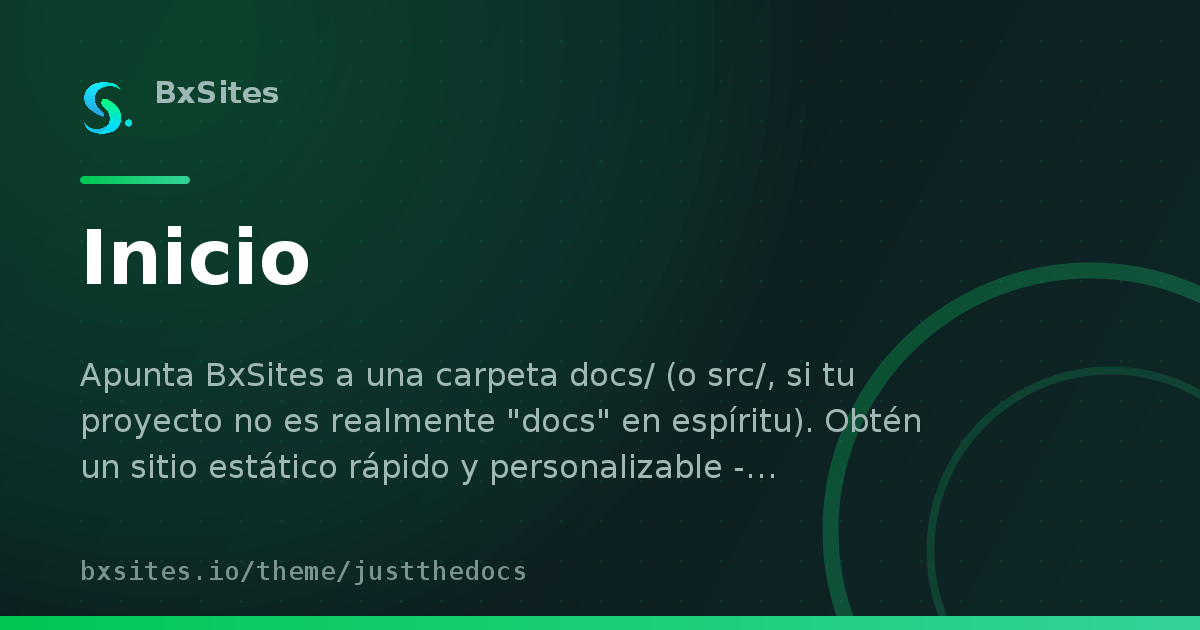 BxSites
Inicio
Apunta BxSites a una carpeta docs/ (o src/, si tu
proyecto no es realmente "docs" en espíritu). Obtén
un sitio estático rápido y personalizable -...
bxsites.io/theme/justthedocs